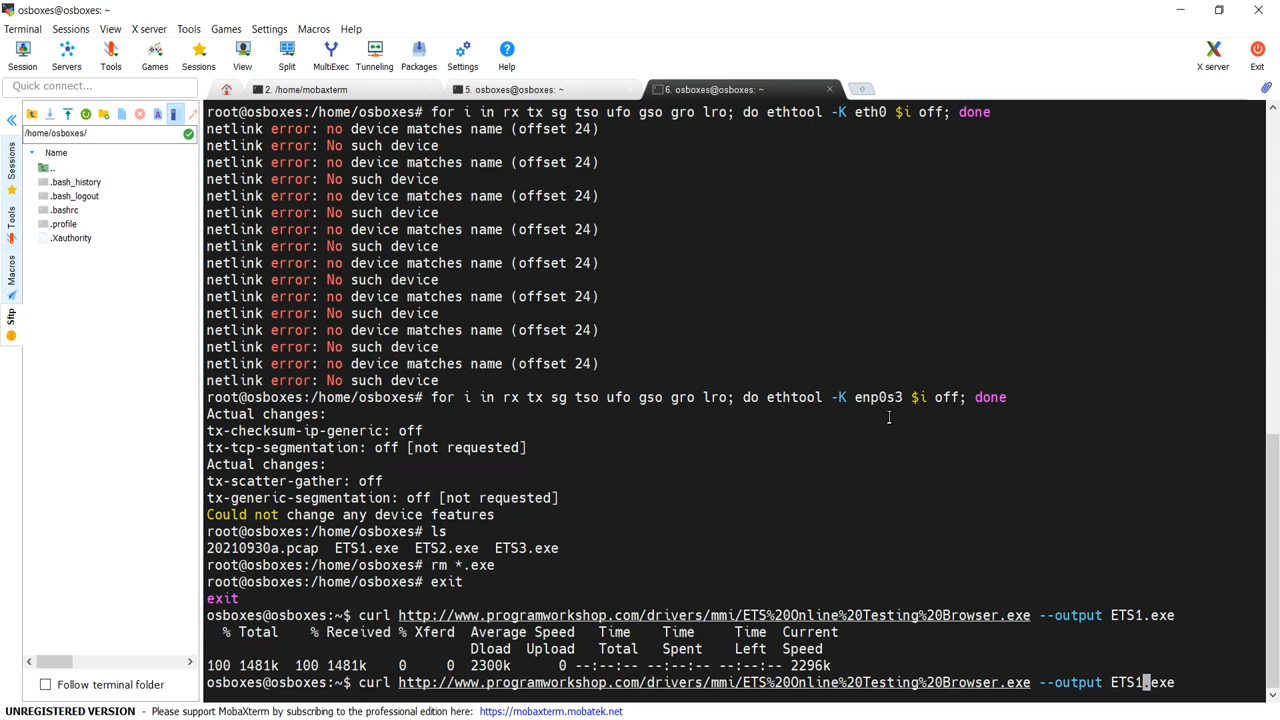 osboxes@osboxes: ~
Terminal Sessions View X server Tools Games Settings Macros Help
Session Servers Tools Games Sessions View Split MultiExec Tunneling Packages Settings Help X server Exit
Quick connect...
2. /home/mobaxterm
5. osboxes@osboxes: ~
6. osboxes@osboxes: ~
/home/osboxes/
Name
..
.bash_history
.bash_logout
.bashrc
.profile
.Xauthority
Sessions
Tools
Macros
Sftp
root@osboxes:/home/osboxes# for i in rx tx sg tso ufo gso gro lro; do ethtool -K eth0 $i off; done
netlink error: no device matches name (offset 24)
netlink error: No such device
netlink error: no device matches name (offset 24)
netlink error: No such device
netlink error: no device matches name (offset 24)
netlink error: No such device
netlink error: no device matches name (offset 24)
netlink error: No such device
netlink error: no device matches name (offset 24)
netlink error: No such device
netlink error: no device matches name (offset 24)
netlink error: No such device
netlink error: no device matches name (offset 24)
netlink error: No such device
netlink error: no device matches name (offset 24)
netlink error: No such device
root@osboxes:/home/osboxes# for i in rx tx sg tso ufo gso gro lro; do ethtool -K enp0s3 $i off; done
Actual changes:
tx-checksum-ip-generic: off
tx-tcp-segmentation: off [not requested]
Actual changes:
tx-scatter-gather: off
tx-generic-segmentation: off [not requested]
Could not change any device features
root@osboxes:/home/osboxes# ls
20210930a.pcap ETS1.exe ETS2.exe ETS3.exe
root@osboxes:/home/osboxes# rm *.exe
root@osboxes:/home/osboxes# exit
exit
osboxes@osboxes:~$ curl http://www.programworkshop.com/drivers/mmi/ETS%20Online%20Testing%20Browser.exe --output ETS1.exe
% Total % Received % Xferd Average Speed Time Time Time Current
Dload Upload Total Spent Left Speed
100 1481k 100 1481k 0 0 2300k 0 --:--:-- --:--:-- --:--:-- 2296k
osboxes@osboxes:~$ curl http://www.programworkshop.com/drivers/mmi/ETS%20Online%20Testing%20Browser.exe --output ETS1.exe
Follow terminal folder
UNREGISTERED VERSION - Please support MobaXterm by subscribing to the professional edition here: https://mobaxterm.mobatek.net